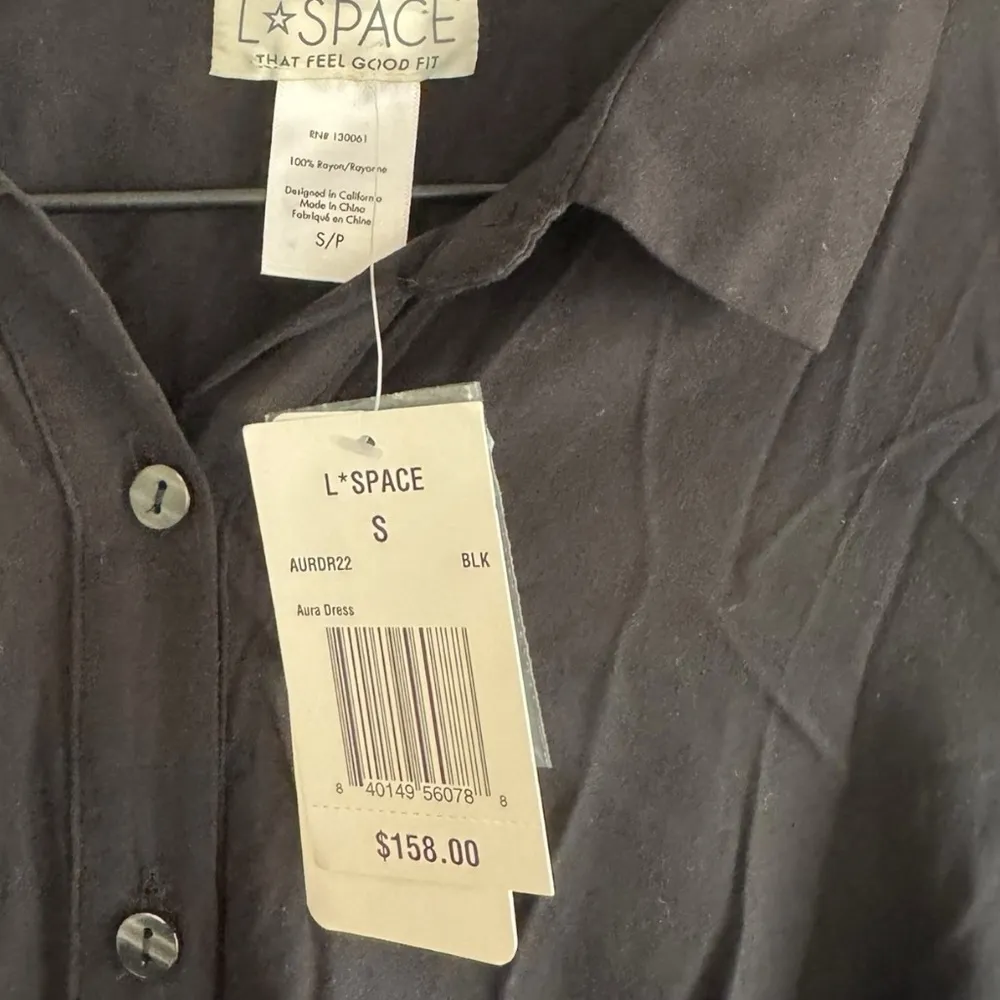 L☆SPACE
THAT FEEL GOOD FIT
RN# 130061
100% Rayon/Rayonne
Designed in California
Made in China
Fabriqué en Chine
S/P
L*SPACE
S
AURDR22 BLK
Aura Dress
8 40149 56078 8
$158.00